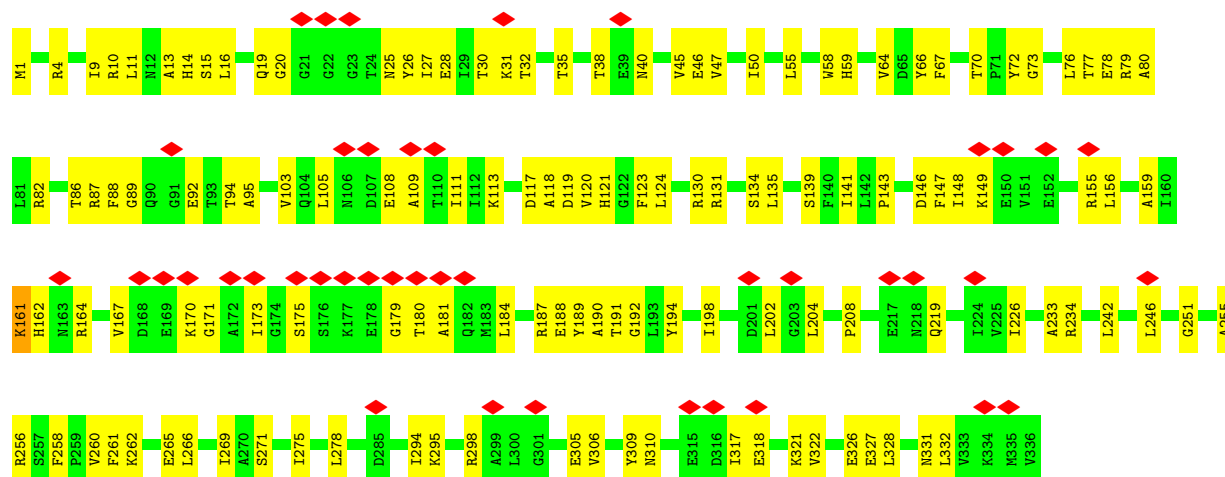 M1 R4 I9 R10 L11 N12 A13 H14 S15 L16 Q19 G20 G21 G22 G23 T24 N25 Y26 I27 E28 I29 T30 K31 T32 T35 T38 E39 N40 V45 E46 V47 I50 L55 W58 H59 V64 D65 Y66 F67 T70 P71 Y72 G73 L76 T77 E78 R79 A80
L81 R82 T86 R87 F88 G89 Q90 G91 E92 T93 T94 A95 V103 Q104 L105 N106 D107 E108 A109 T110 I111 I112 K113 D117 A118 D119 V120 H121 G122 F123 L124 R130 R131 S134 L135 S139 F140 I141 L142 P143 D146 F147 I148 K149 E150 V151 E152 R155 L156 A159 I160
K161 H162 N163 R164 V167 D168 E169 K170 G171 A172 I173 G174 S175 S176 K177 E178 G179 T180 A181 Q182 M183 L184 R187 E188 Y189 A190 T191 G192 L193 Y194 I198 D201 L202 G203 L204 P208 E217 N218 Q219 I224 V225 I226 A233 R234 L242 L246 G251 A255
R256 S257 F258 P259 V260 F261 K262 E265 L266 I269 A270 S271 I275 L278 D285 I294 K295 R298 A299 L300 G301 E305 V306 Y309 N310 E315 D316 I317 E318 K321 V322 E326 E327 L328 N331 L332 V333 K334 M335 V336